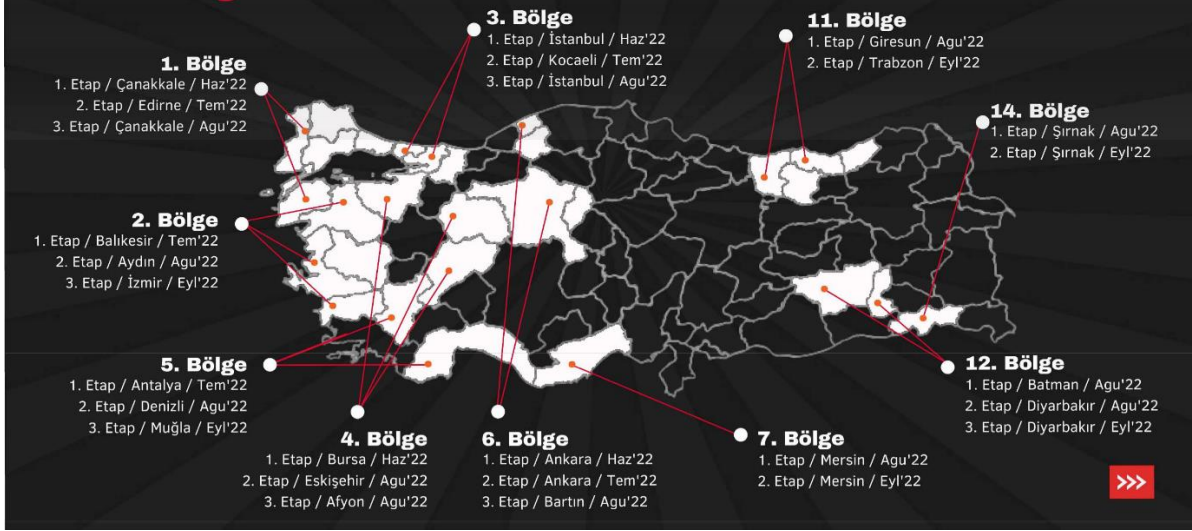 3. Bölge
1. Etap / İstanbul / Haz'22
2. Etap / Kocaeli / Tem'22
3. Etap / İstanbul / Agu'22
11. Bölge
1. Etap / Giresun / Agu'22
2. Etap / Trabzon / Eyl'22
1. Bölge
1. Etap / Çanakkale / Haz'22
2. Etap / Edirne / Tem'22
3. Etap / Çanakkale / Agu'22
14. Bölge
1. Etap / Şırnak / Agu'22
2. Etap / Şırnak / Eyl'22
2. Bölge
1. Etap / Balıkesir / Tem'22
2. Etap / Aydın / Agu'22
3. Etap / İzmir / Eyl'22
5. Bölge
1. Etap / Antalya / Tem'22
2. Etap / Denizli / Agu'22
3. Etap / Muğla / Eyl'22
12. Bölge
1. Etap / Batman / Agu'22
2. Etap / Diyarbakır / Agu'22
3. Etap / Diyarbakır / Eyl'22
4. Bölge
1. Etap / Bursa / Haz'22
2. Etap / Eskişehir / Agu'22
3. Etap / Afyon / Agu'22
6. Bölge
1. Etap / Ankara / Haz'22
2. Etap / Ankara / Tem'22
3. Etap / Bartın / Agu'22
7. Bölge
1. Etap / Mersin / Agu'22
2. Etap / Mersin / Eyl'22
>>>